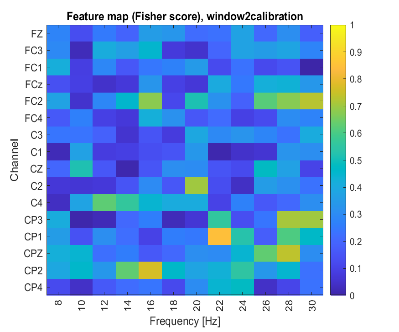 Feature map (Fisher score), window2calibration
Channel
FZ
FC3
FC1
FCz
FC2
FC4
C3
C1
CZ
C2
C4
CP3
CP1
CPZ
CP2
CP4
8 10 12 14 16 18 20 22 24 26 28 30
Frequency [Hz]
1
0.9
0.8
0.7
0.6
0.5
0.4
0.3
0.2
0.1
0